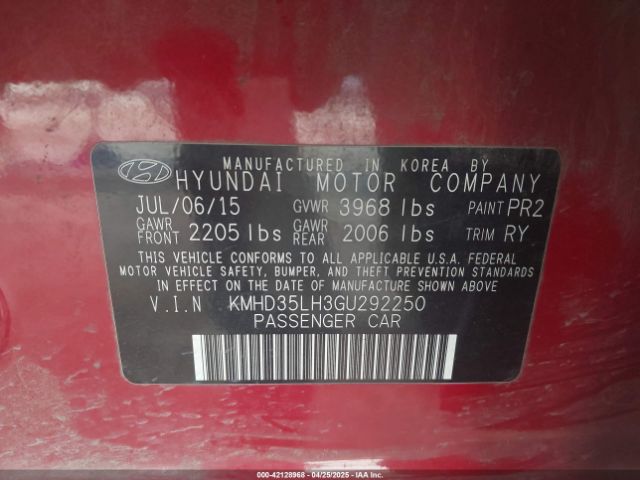 MANUFACTURED IN KOREA BY
HYUNDAI MOTOR COMPANY
JUL/06/15 GVWR 3968 lbs PAINT PR2
GAWR FRONT 2205 lbs GAWR REAR 2006 lbs TRIM RY
THIS VEHICLE CONFORMS TO ALL APPLICABLE U.S.A. FEDERAL
MOTOR VEHICLE SAFETY, BUMPER, AND THEFT PREVENTION
STANDARDS IN EFFECT ON THE DATE OF MANUFACTURE SHOWN ABOVE.
V.I.N KMHD35LH3GU292250
PASSENGER CAR
000-42128968 04/25/2025 © - IAA, Inc.